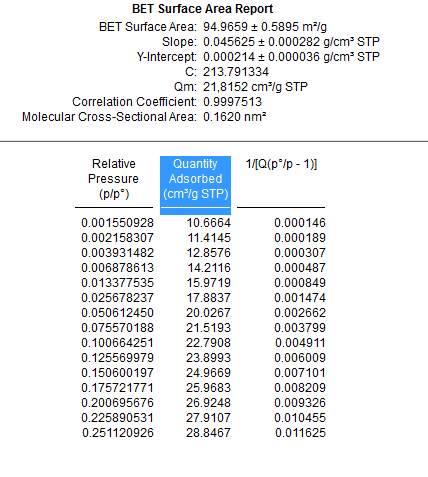 BET Surface Area Report
BET Surface Area: 94.9659 ± 0.5895 m²/g
Slope: 0.045625 ± 0.000282 g/cm³ STP
Y-Intercept: 0.000214 ± 0.000036 g/cm³ STP
C: 213.791334
Qm: 21,8152 cm³/g STP
Correlation Coefficient: 0.9997513
Molecular Cross-Sectional Area: 0.1620 nm²
Relative Quantity 1/[Q(p°/p - 1)]
Pressure Adsorbed
(p/p°) (cm³/g STP)
0.001550928 10.6664 0.000146
0.002158307 11.4145 0.000189
0.003931482 12.8576 0.000307
0.006878613 14.2116 0.000487
0.013377535 15.9719 0.000849
0.025678237 17.8837 0.001474
0.050612450 20.0267 0.002662
0.075570188 21.5193 0.003799
0.100664251 22.7908 0.004911
0.125569979 23.8993 0.006009
0.150600197 24.9669 0.007101
0.175721771 25.9683 0.008209
0.200695676 26.9248 0.009326
0.225890531 27.9107 0.010455
0.251120926 28.8467 0.011625